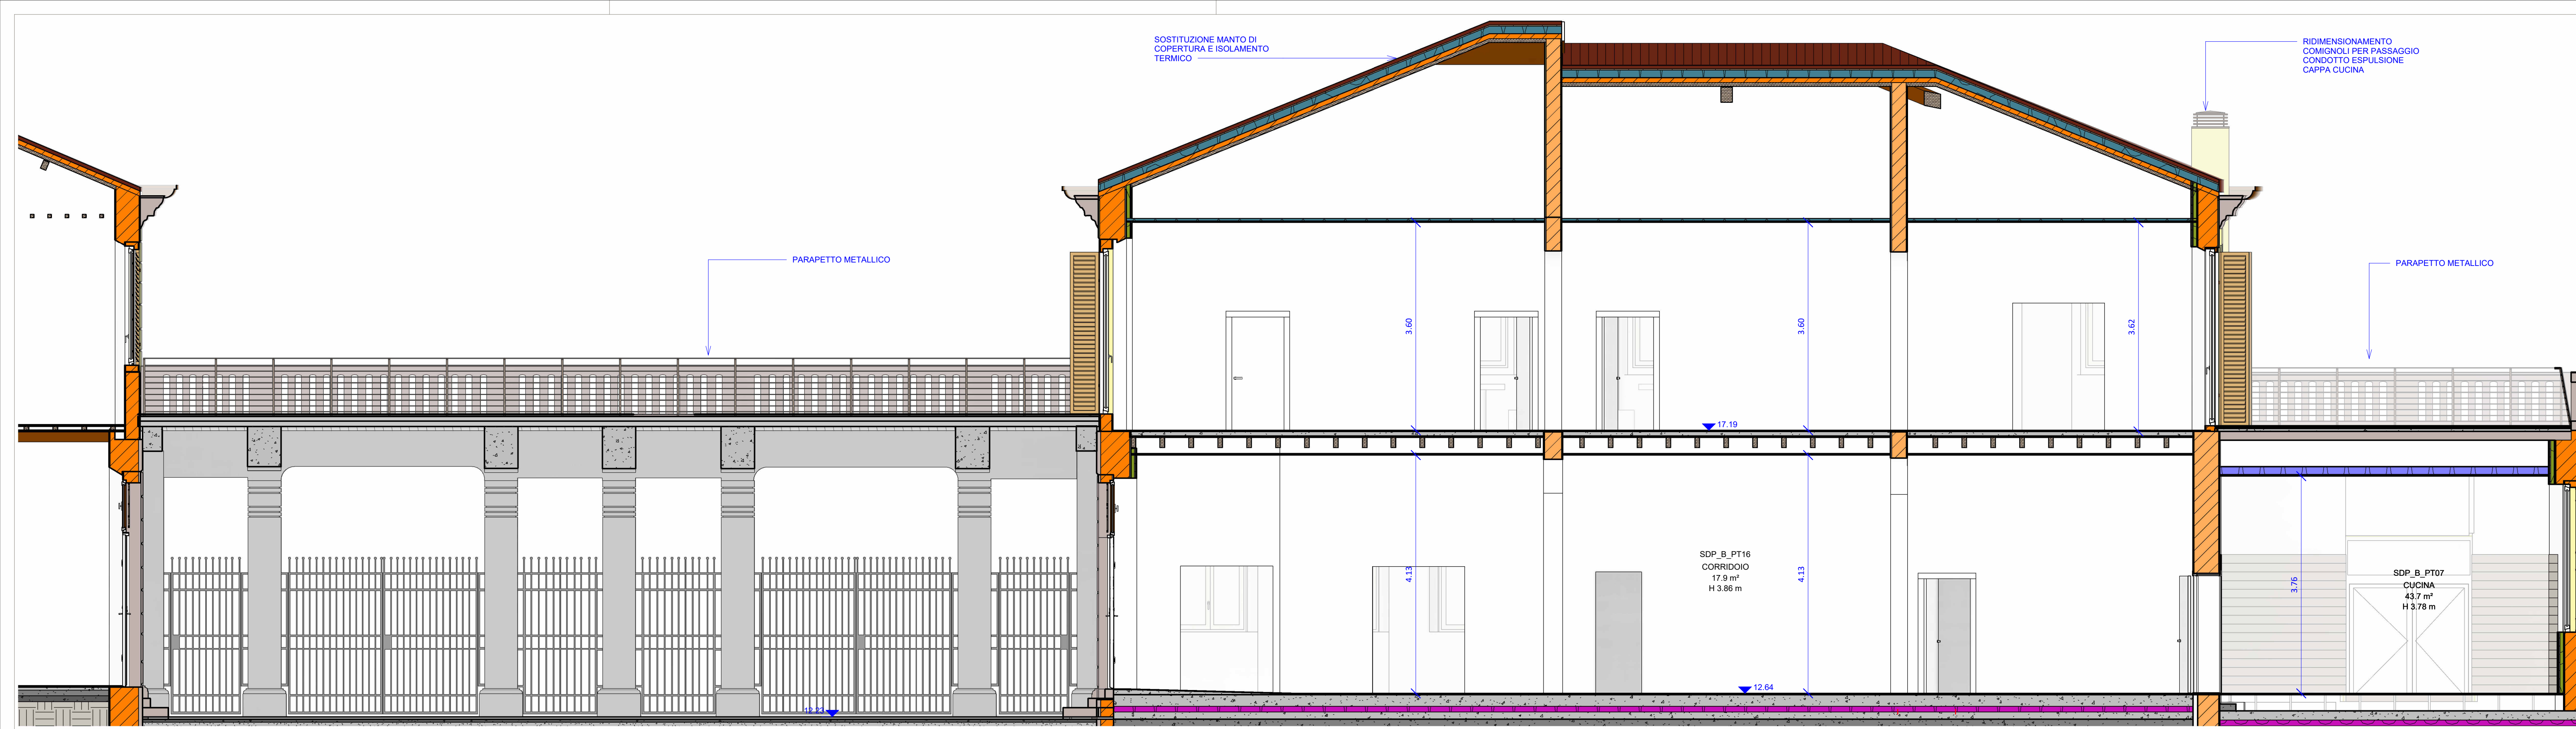 SOSTITUZIONE MANTO DI
COPERTURA E ISOLAMENTO
TERMICO
RIDIMENSIONAMENTO
COMIGNOLI PER PASSAGGIO
CONDOTTO ESPULSIONE
CAPPA CUCINA
PARAPETTO METALLICO
PARAPETTO METALLICO
3.60
3.60
3.62
17.19
4.13
4.13
SDP_B_PT16
CORRIDOIO
17.9 m²
H 3.86 m
3.76
SDP_B_PT07
CUCINA
43.7 m²
H 3.78 m
12.64
12.23